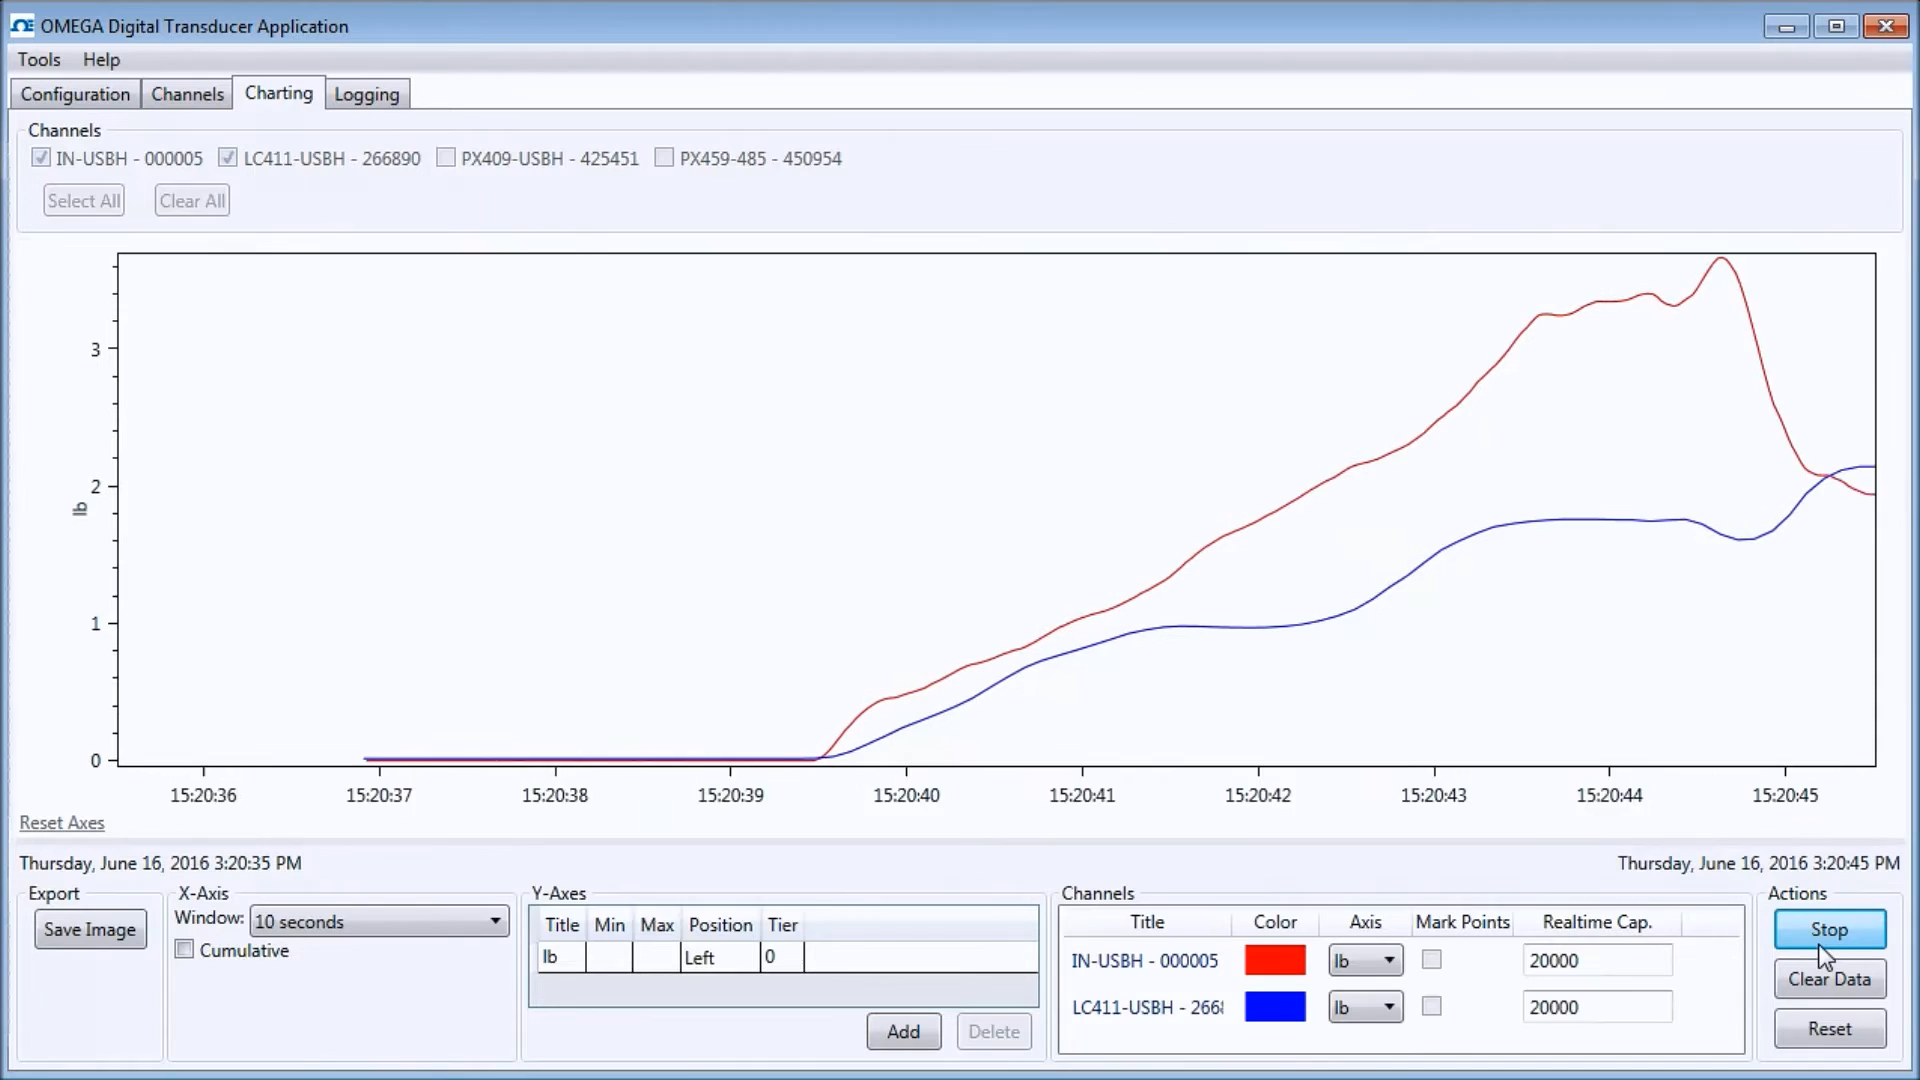 OMEGA Digital Transducer Application
Tools Help
Configuration Channels Charting Logging
Channels
IN-USBH - 000005 LC411-USBH - 266890 PX409-USBH - 425451 PX459-485 - 450954
Select All Clear All
3
2
lb
1
0
15:20:36 15:20:37 15:20:38 15:20:39 15:20:40 15:20:41 15:20:42 15:20:43 15:20:44 15:20:45
Reset Axes
Thursday, June 16, 2016 3:20:35 PM Thursday, June 16, 2016 3:20:45 PM
Export X-Axis Y-Axes Channels Actions
Save Image Window: 10 seconds Title Min Max Position Tier Title Color Axis Mark Points Realtime Cap. Stop
Cumulative lb Left 0 IN-USBH - 000005 lb 20000
Clear Data
LC411-USBH - 266 lb 20000
Add Delete Reset